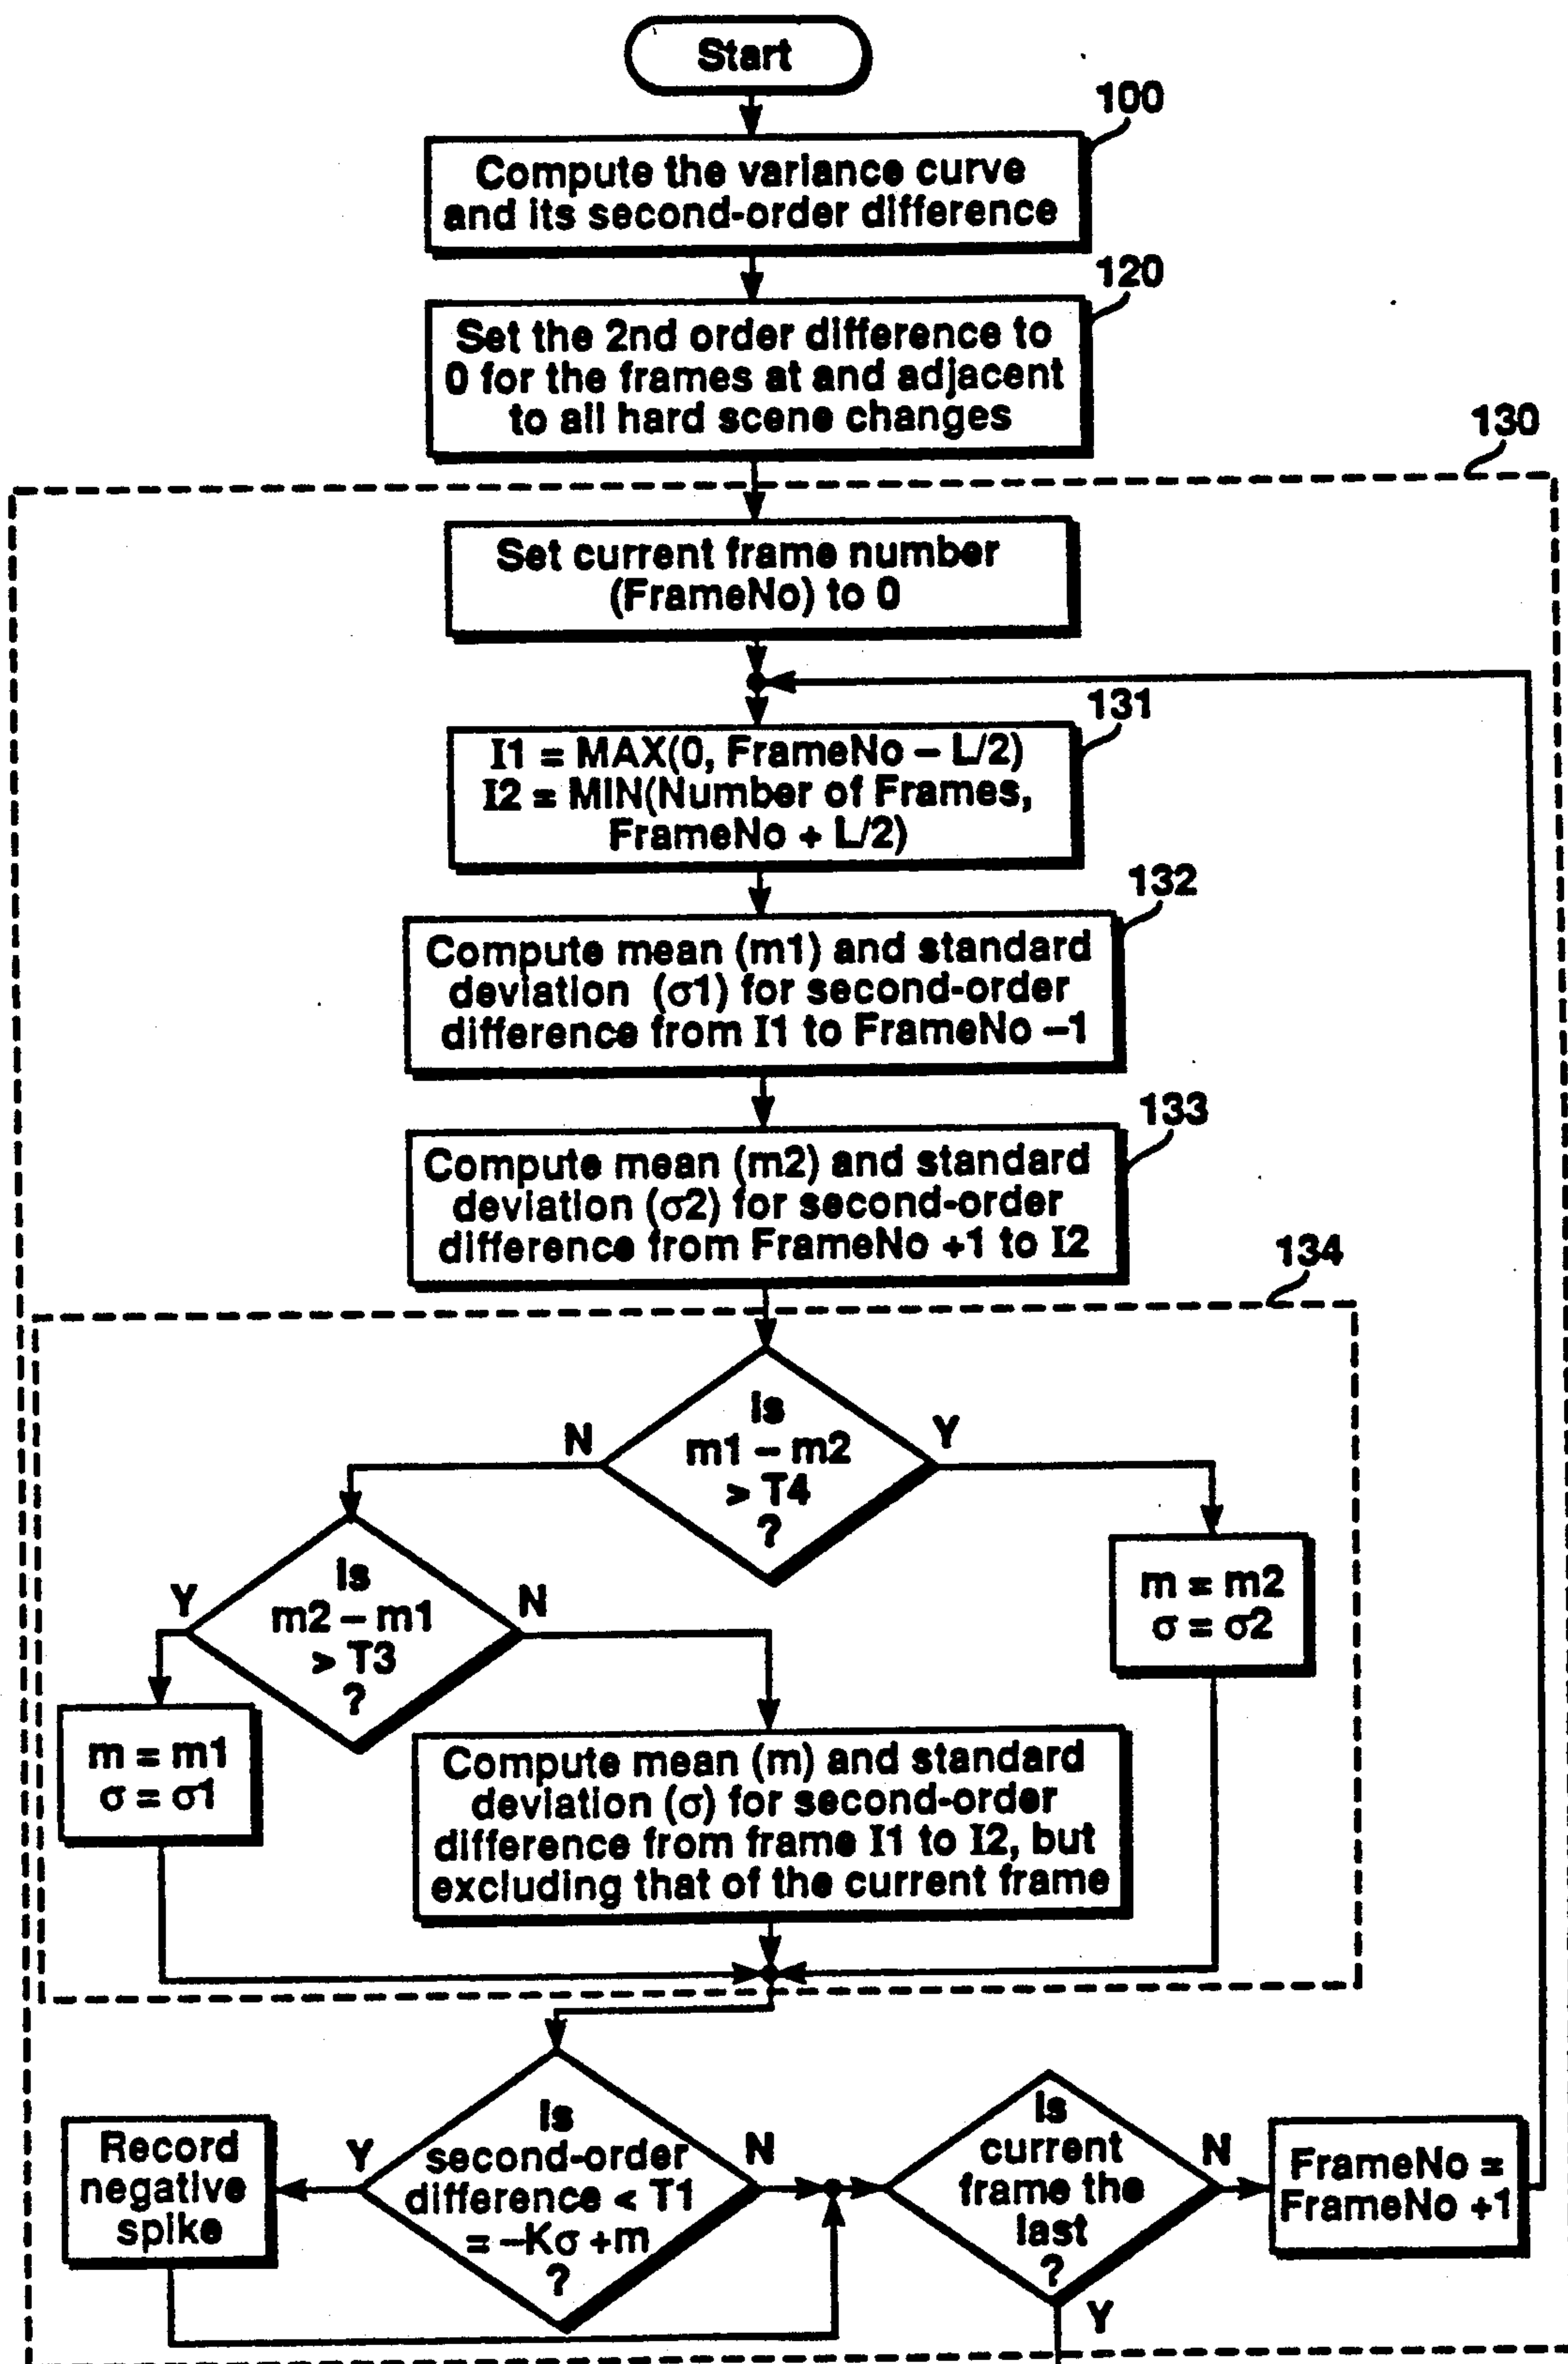 Start
100
Compute the variance curve
and its second-order difference
120
Set the 2nd order difference to
0 for the frames at and adjacent
to all hard scene changes
130
Set current frame number
(FrameNo) to 0
131
I1 = MAX(0, FrameNo – L/2)
I2 = MIN(Number of Frames,
FrameNo + L/2)
132
Compute mean (m1) and standard
deviation (σ1) for second-order
difference from I1 to FrameNo –1
133
Compute mean (m2) and standard
deviation (σ2) for second-order
difference from FrameNo +1 to I2
134
Is
m1 – m2
> T4
?
N
Y
Is
m2 – m1
> T3
?
Y
N
m = m2
σ = σ2
m = m1
σ = σ1
Compute mean (m) and standard
deviation (σ) for second-order
difference from frame I1 to I2, but
excluding that of the current frame
Record
negative
spike
Y
Is
second-order
difference < T1
= –Kσ +m
?
N
Is
current
frame the
last
?
N
Y
FrameNo =
FrameNo +1